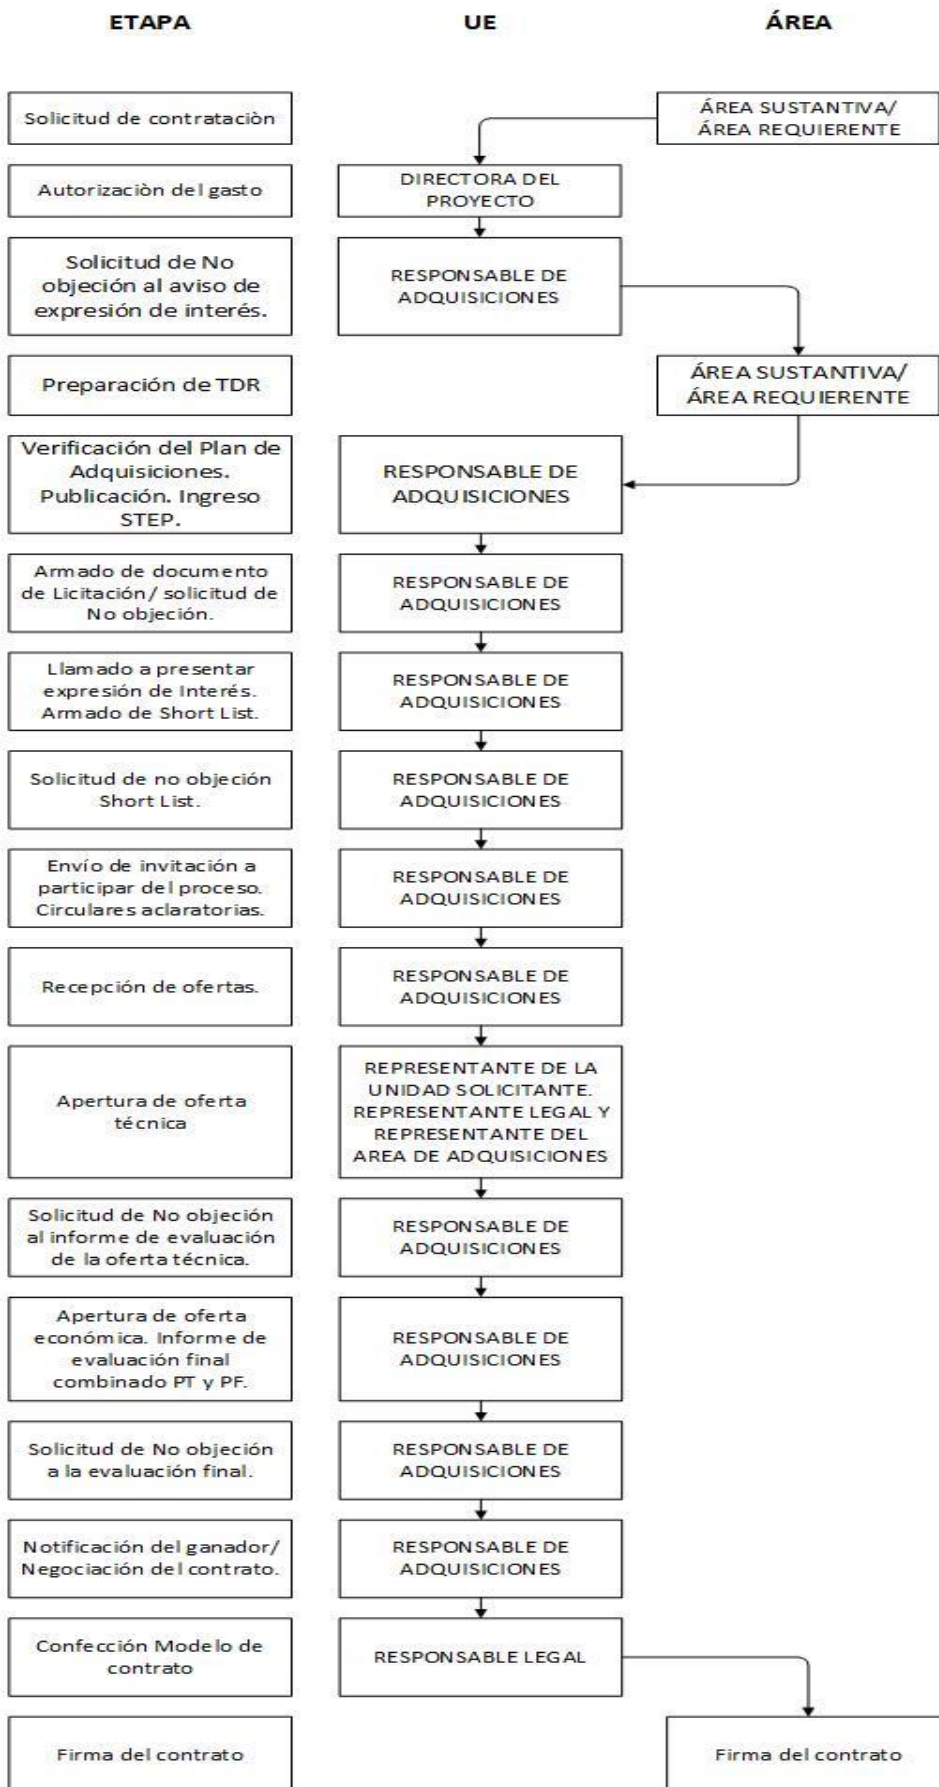 ETAPA
UE
ÁREA
Solicitud de contrataciòn
ÁREA SUSTANTIVA/
ÁREA REQUIERENTE
Autorizaciòn del gasto
DIRECTORA DEL
PROYECTO
Solicitud de No
objeción al aviso de
expresión de interés.
RESPONSABLE DE
ADQUISICIONES
Preparación de TDR
ÁREA SUSTANTIVA/
ÁREA REQUIERENTE
Verificación del Plan de
Adquisiciones.
Publicación. Ingreso
STEP.
RESPONSABLE DE
ADQUISICIONES
Armado de documento
de Licitación/ solicitud de
No objeción.
RESPONSABLE DE
ADQUISICIONES
Llamado a presentar
expresión de Interés.
Armado de Short List.
RESPONSABLE DE
ADQUISICIONES
Solicitud de no objeción
Short List.
RESPONSABLE DE
ADQUISICIONES
Envío de invitación a
participar del proceso.
Circulares aclaratorias.
RESPONSABLE DE
ADQUISICIONES
Recepción de ofertas.
RESPONSABLE DE
ADQUISICIONES
Apertura de oferta
técnica
REPRESENTANTE DE LA
UNIDAD SOLICITANTE.
REPRESENTANTE LEGAL Y
REPRESENTANTE DEL
AREA DE ADQUISICIONES
Solicitud de No objeción
al informe de evaluación
de la oferta técnica.
RESPONSABLE DE
ADQUISICIONES
Apertura de oferta
económica. Informe de
evaluación final
combinado PT y PF.
RESPONSABLE DE
ADQUISICIONES
Solicitud de No objeción
a la evaluación final.
RESPONSABLE DE
ADQUISICIONES
Notificación del ganador/
Negociación del contrato.
RESPONSABLE DE
ADQUISICIONES
Confección Modelo de
contrato
RESPONSABLE LEGAL
Firma del contrato
Firma del contrato